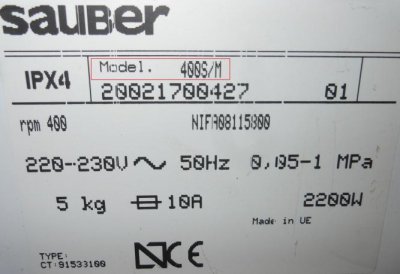 sauber
IPX4
Model. 400S/M
20021700427 01
rpm 400 NIFA08115800
220-230V 50Hz 0,05-1 MPa
5 kg 10A 2200W
Made in UE
TYPE:
CT:91533100
CE